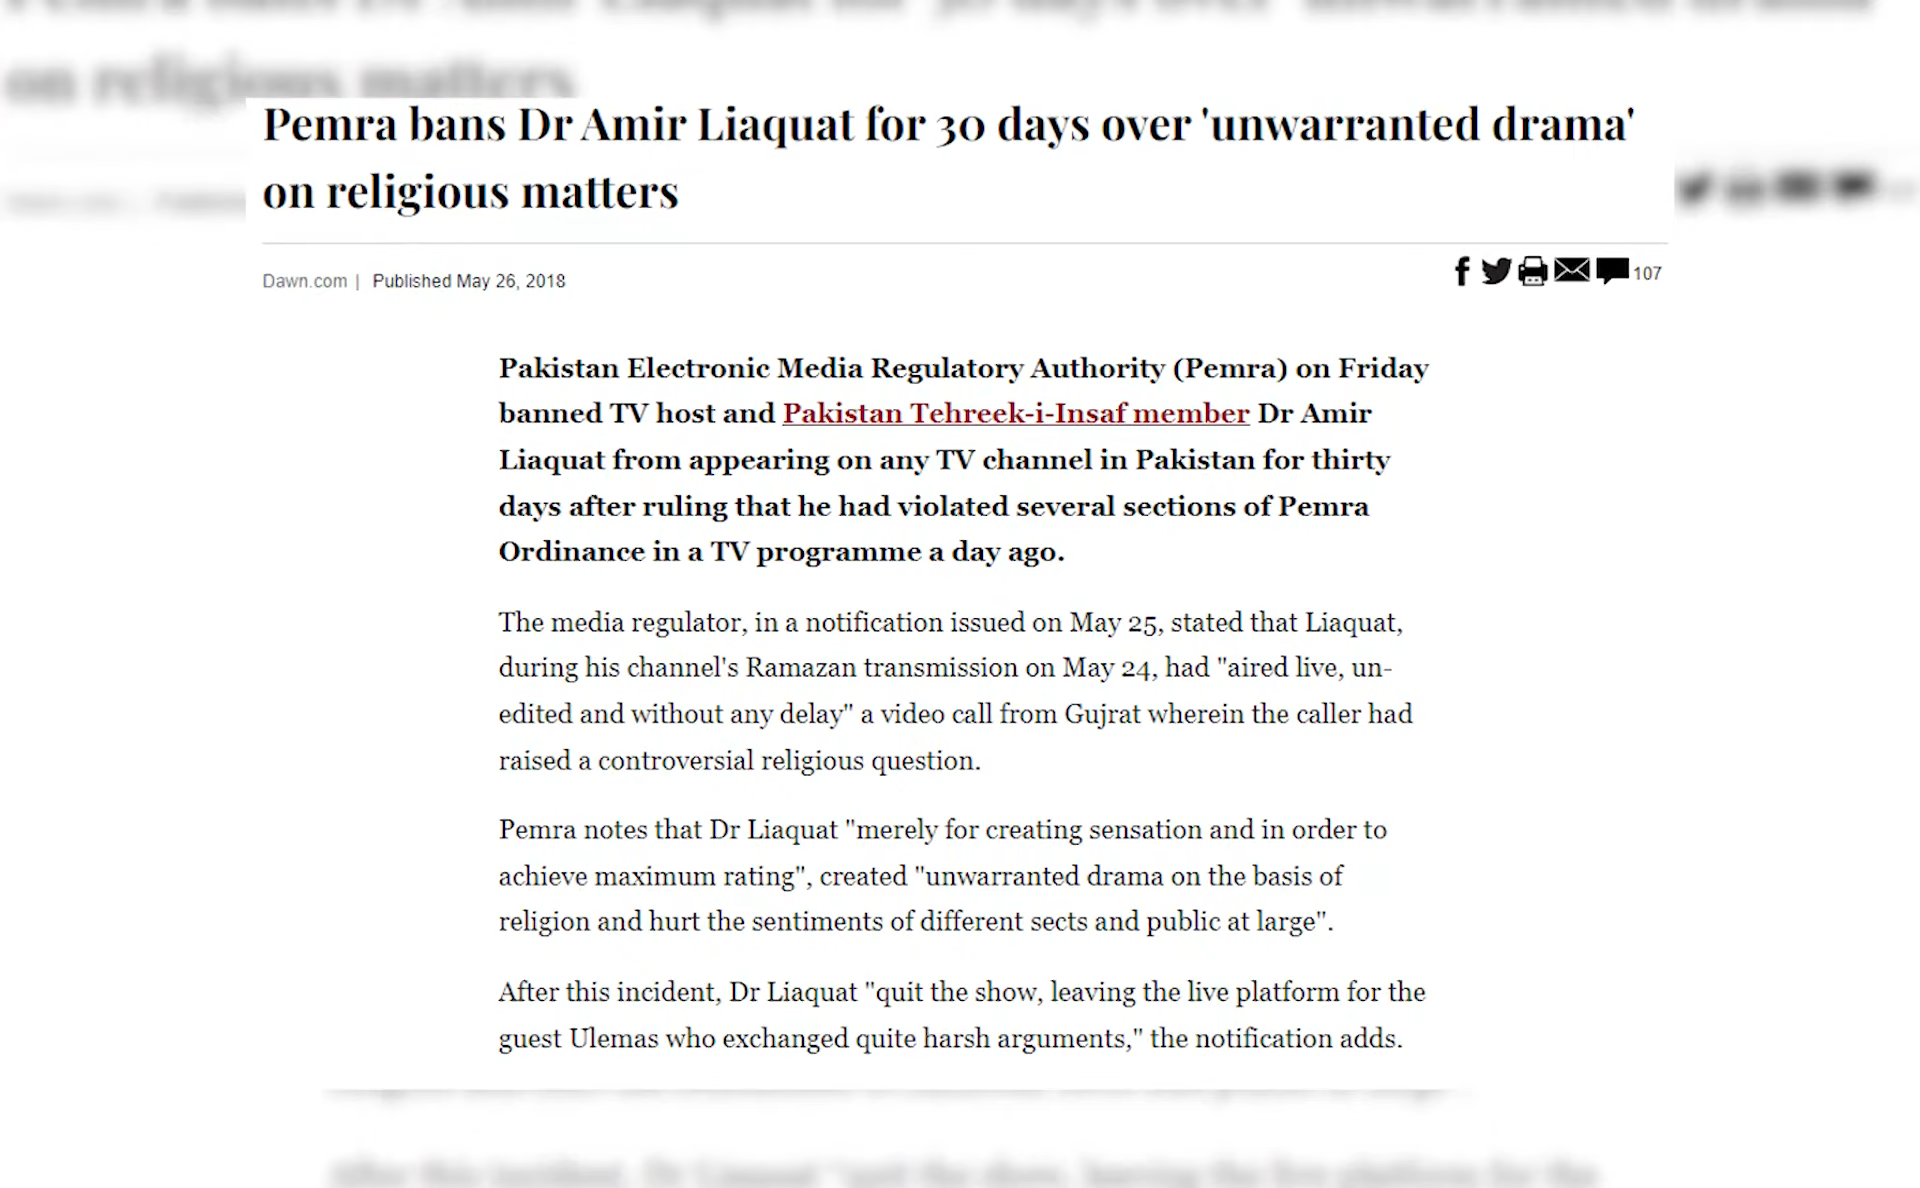 on religious matters
Pemra bans Dr Amir Liaquat for 30 days over 'unwarranted drama'
on religious matters
Dawn.com | Published May 26, 2018
107
Pakistan Electronic Media Regulatory Authority (Pemra) on Friday
banned TV host and Pakistan Tehreek-i-Insaf member Dr Amir
Liaquat from appearing on any TV channel in Pakistan for thirty
days after ruling that he had violated several sections of Pemra
Ordinance in a TV programme a day ago.
The media regulator, in a notification issued on May 25, stated that Liaquat,
during his channel's Ramazan transmission on May 24, had "aired live, un-
edited and without any delay" a video call from Gujrat wherein the caller had
raised a controversial religious question.
Pemra notes that Dr Liaquat "merely for creating sensation and in order to
achieve maximum rating", created "unwarranted drama on the basis of
religion and hurt the sentiments of different sects and public at large".
After this incident, Dr Liaquat "quit the show, leaving the live platform for the
guest Ulemas who exchanged quite harsh arguments," the notification adds.